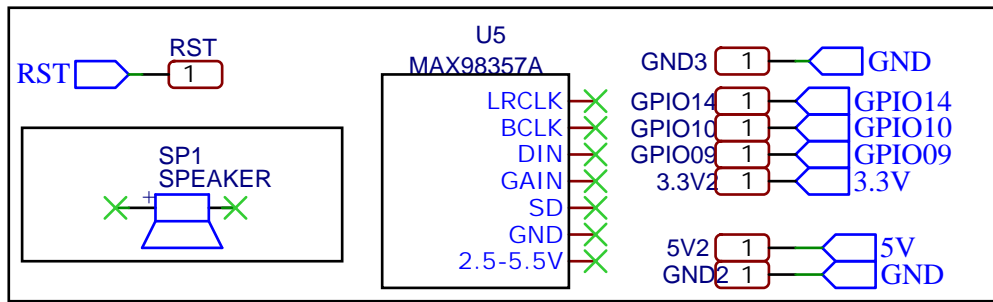 RST
RST
1
SP1
SPEAKER
+
U5
MAX98357A
LRCLK
BCLK
DIN
GAIN
SD
GND
2.5-5.5V
GND3 1 GND
GPIO14 1 GPIO14
GPIO10 1 GPIO10
GPIO09 1 GPIO09
3.3V2 1 3.3V
5V2 1 5V
GND2 1 GND